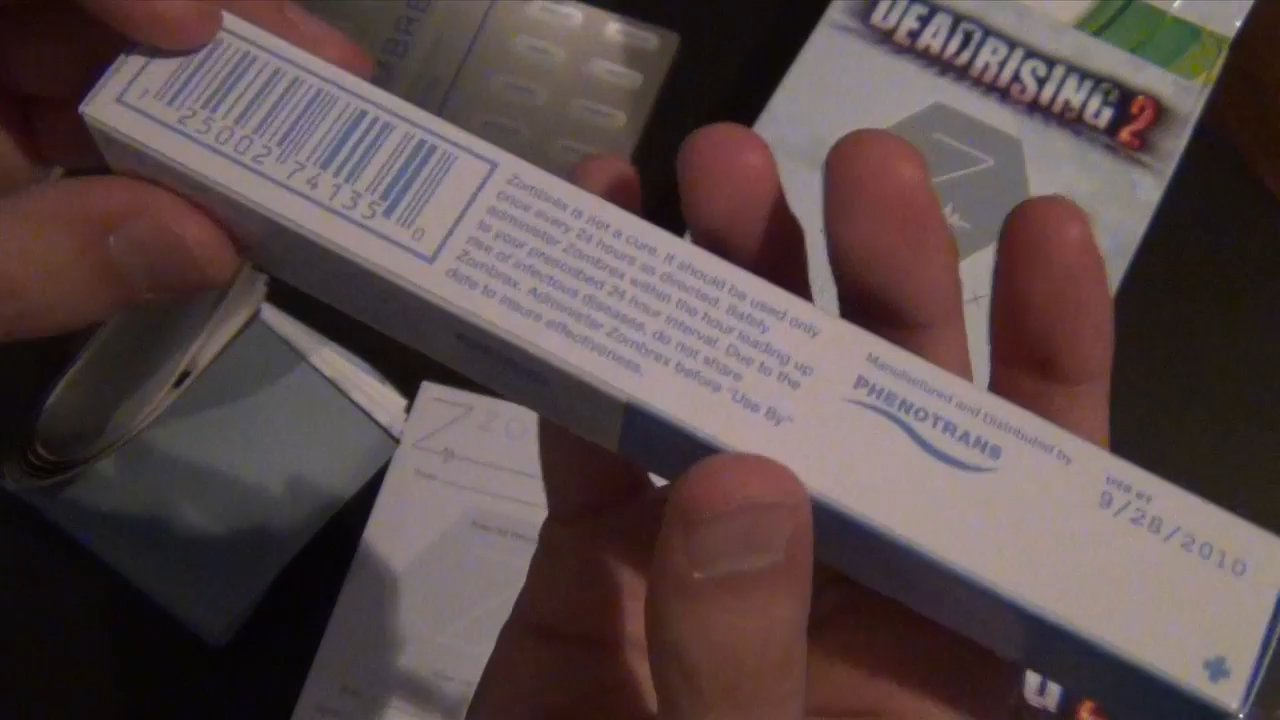 DEADRISING 2
Z
7 25002 74135 0
Zombrex is not a cure. It should be used only
once every 24 hours as directed. Safely
administer Zombrex within the hour leading up
to your prescribed 24 hour interval. Due to the
risk of infectious diseases, do not share
Zombrex. Administer Zombrex before "Use By"
date to insure effectiveness.
Manufactured and Distributed by
PHENOTRANS
USE BY
9/28/2010